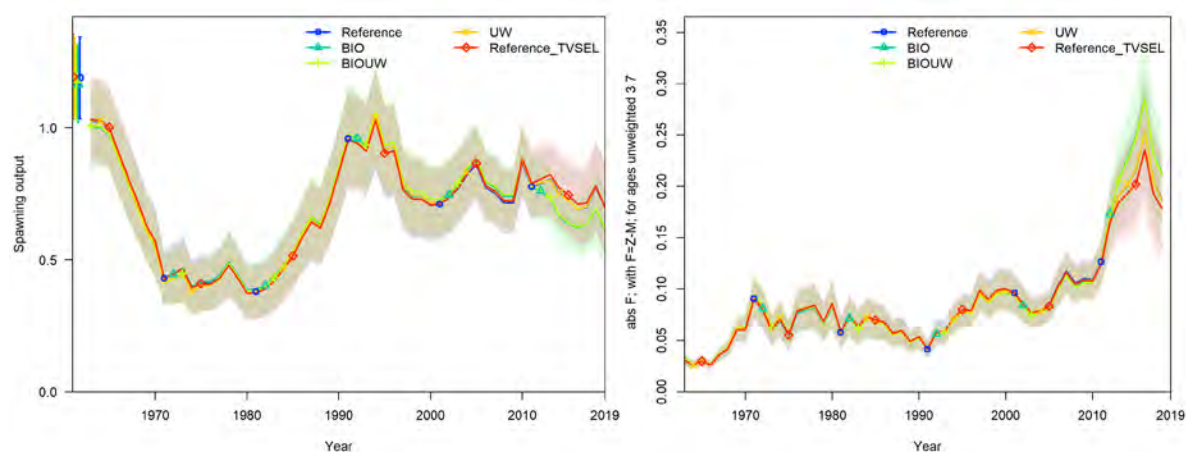 Reference
BIO
BIOUW
UW
Reference_TVSEL
Spawning output
1.0
0.5
0.0
1970 1980 1990 2000 2010 2019
Year
Reference
BIO
BIOUW
UW
Reference_TVSEL
abs F; with F=Z-M; for ages unweighted 3 7
0.35
0.30
0.25
0.20
0.15
0.10
0.05
0.00
1970 1980 1990 2000 2010 2019
Year